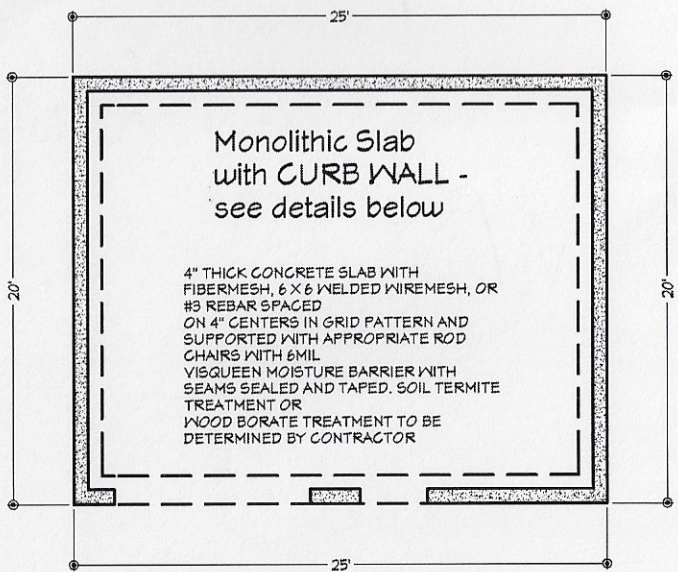 25'
20'
20'
Monolithic Slab
with CURB WALL -
see details below
4" THICK CONCRETE SLAB WITH
FIBERMESH, 6 X 6 WELDED WIREMESH, OR
#3 REBAR SPACED
ON 4" CENTERS IN GRID PATTERN AND
SUPPORTED WITH APPROPRIATE ROD
CHAIRS WITH 6MIL
VISQUEEN MOISTURE BARRIER WITH
SEAMS SEALED AND TAPED. SOIL TERMITE
TREATMENT OR
WOOD BORATE TREATMENT TO BE
DETERMINED BY CONTRACTOR
25'